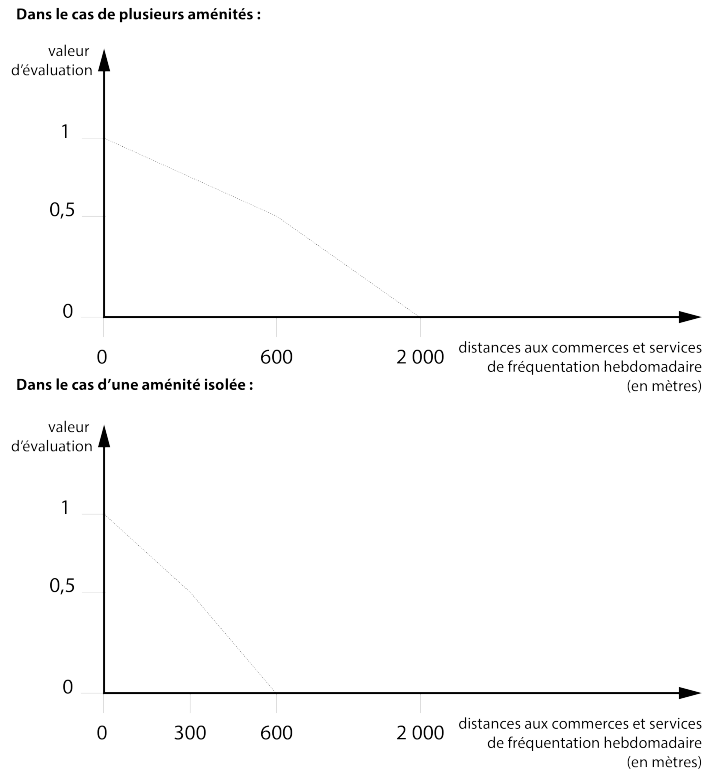 Dans le cas de plusieurs aménités :
valeur
d’évaluation
1
0,5
0
0 600 2 000
distances aux commerces et services
de fréquentation hebdomadaire
(en mètres)
Dans le cas d’une aménité isolée :
valeur
d’évaluation
1
0,5
0
0 300 600 2 000
distances aux commerces et services
de fréquentation hebdomadaire
(en mètres)